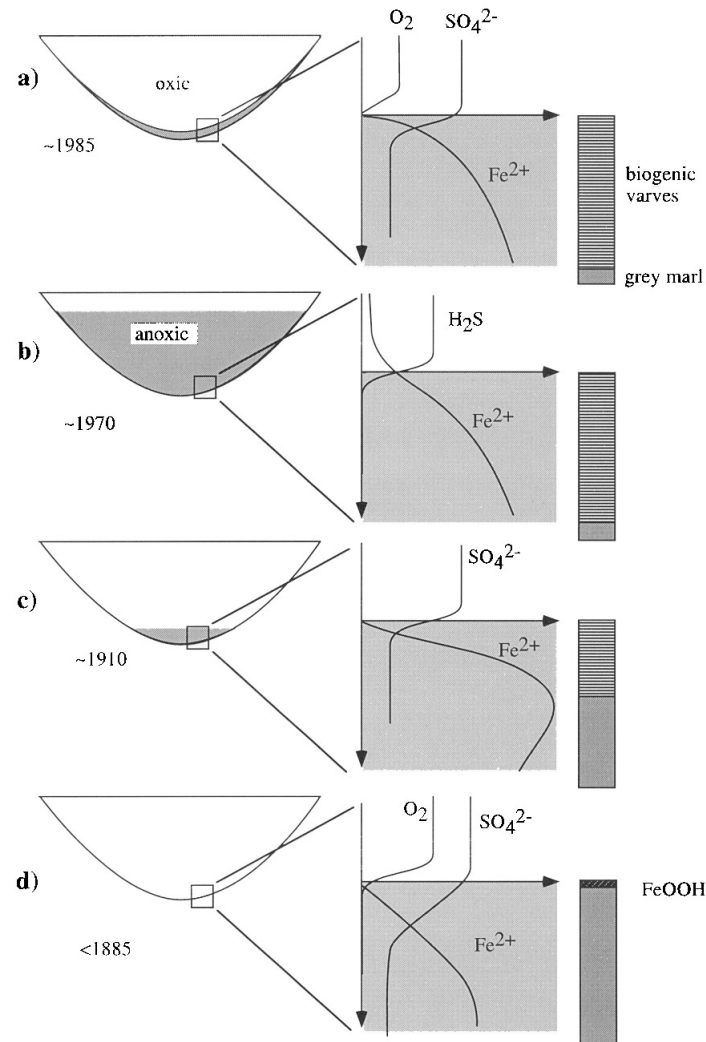 O₂ SO₄²⁻
a)
oxic
~1985
Fe²⁺
biogenic
varves
grey marl
b)
anoxic
~1970
H₂S
Fe²⁺
c)
~1910
SO₄²⁻
Fe²⁺
d)
<1885
O₂ SO₄²⁻
Fe²⁺
FeOOH